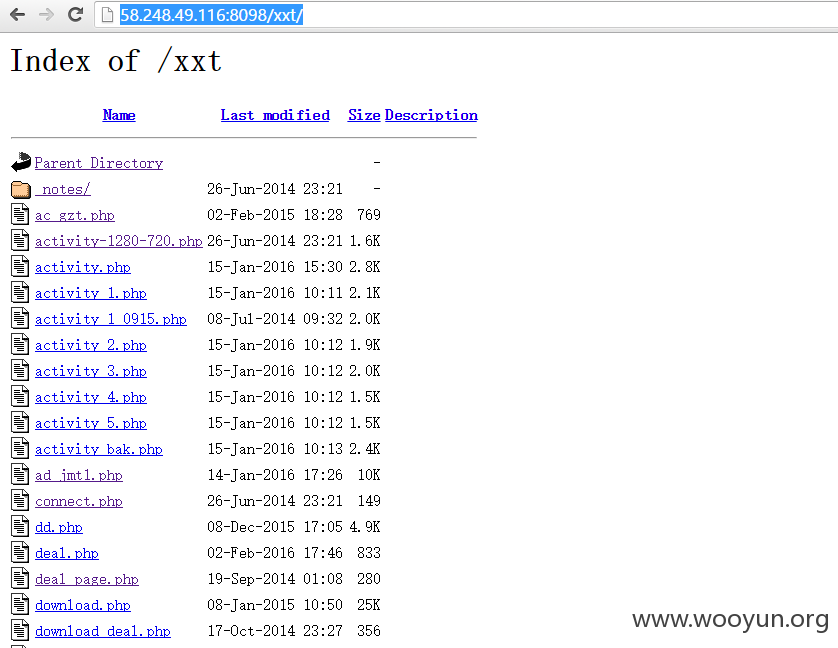 58.248.49.116:8098/xxt/
Index of /xxt
Name Last modified Size Description
Parent Directory -
_notes/ 26-Jun-2014 23:21 -
ac_gzt.php 02-Feb-2015 18:28 769
activity-1280-720.php 26-Jun-2014 23:21 1.6K
activity.php 15-Jan-2016 15:30 2.8K
activity_1.php 15-Jan-2016 10:11 2.1K
activity_1_0915.php 08-Jul-2014 09:32 2.0K
activity_2.php 15-Jan-2016 10:12 1.9K
activity_3.php 15-Jan-2016 10:12 2.0K
activity_4.php 15-Jan-2016 10:12 1.5K
activity_5.php 15-Jan-2016 10:12 1.5K
activity_bak.php 15-Jan-2016 10:13 2.4K
ad_jmt1.php 14-Jan-2016 17:26 10K
connect.php 26-Jun-2014 23:21 149
dd.php 08-Dec-2015 17:05 4.9K
deal.php 02-Feb-2016 17:46 833
deal_page.php 19-Sep-2014 01:08 280
download.php 08-Jan-2015 10:50 25K
download_deal.php 17-Oct-2014 23:27 356
www.wooyun.org